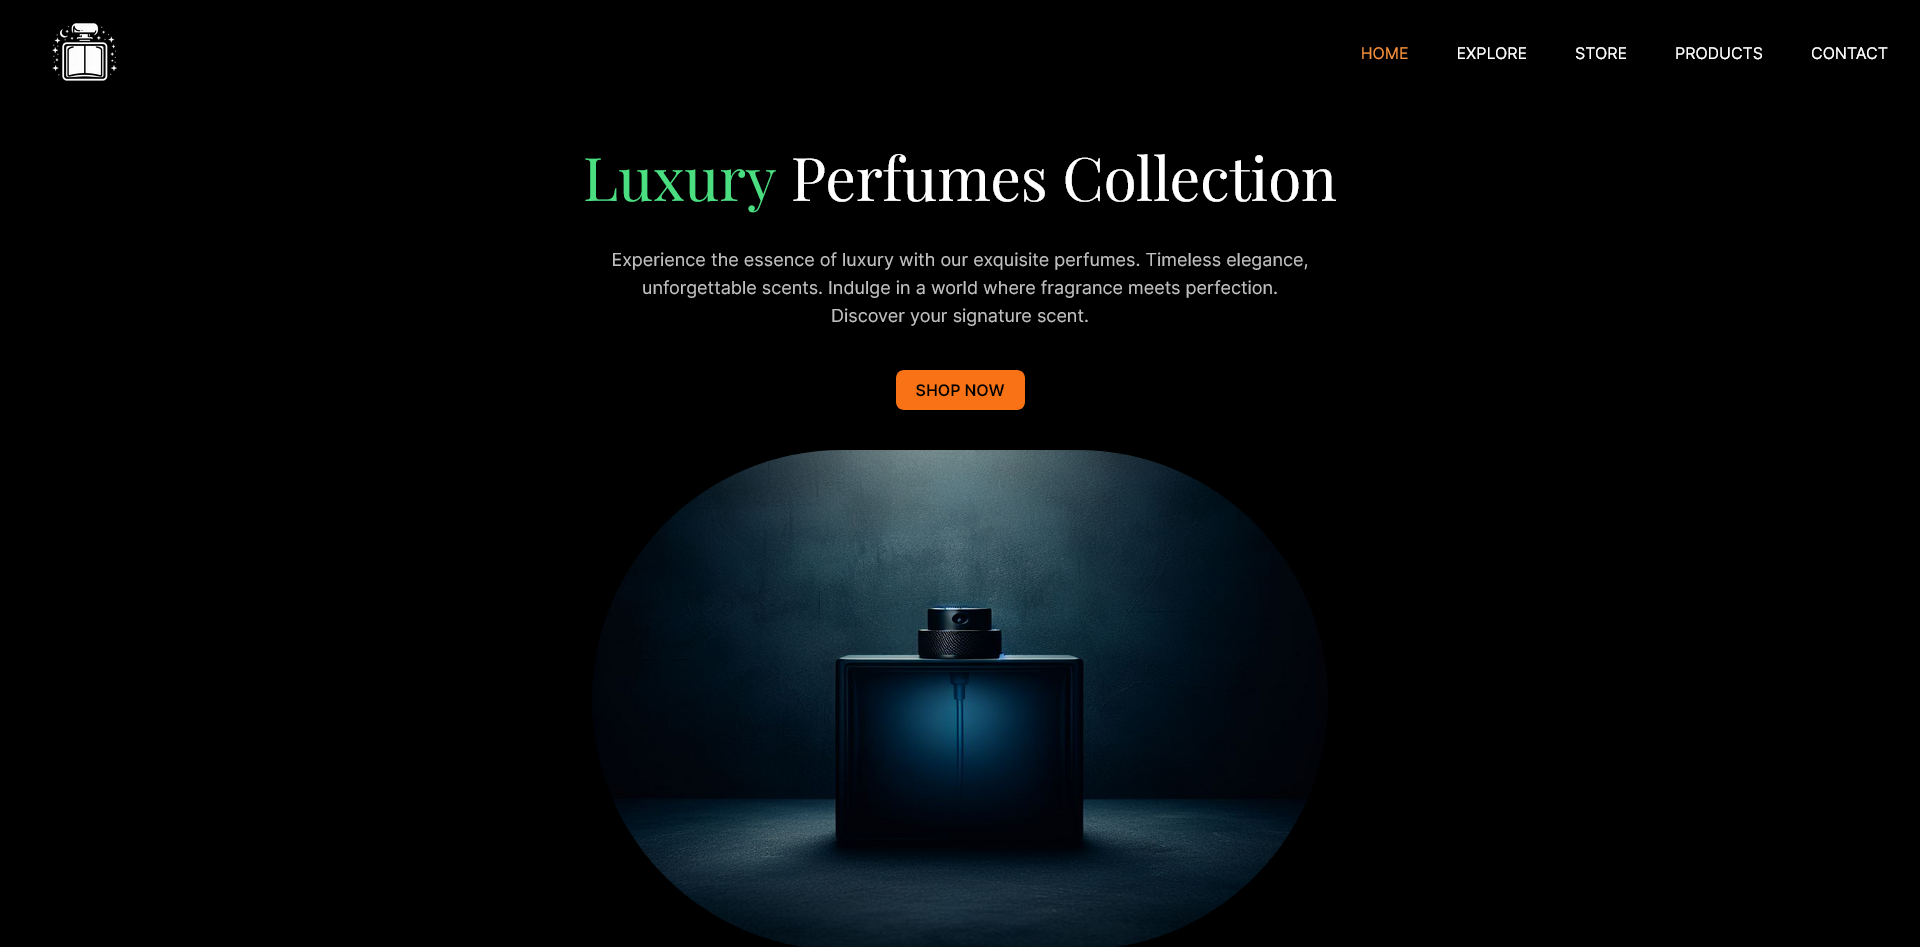 HOME EXPLORE STORE PRODUCTS CONTACT
Luxury Perfumes Collection
Experience the essence of luxury with our exquisite perfumes. Timeless elegance,
unforgettable scents. Indulge in a world where fragrance meets perfection.
Discover your signature scent.
SHOP NOW